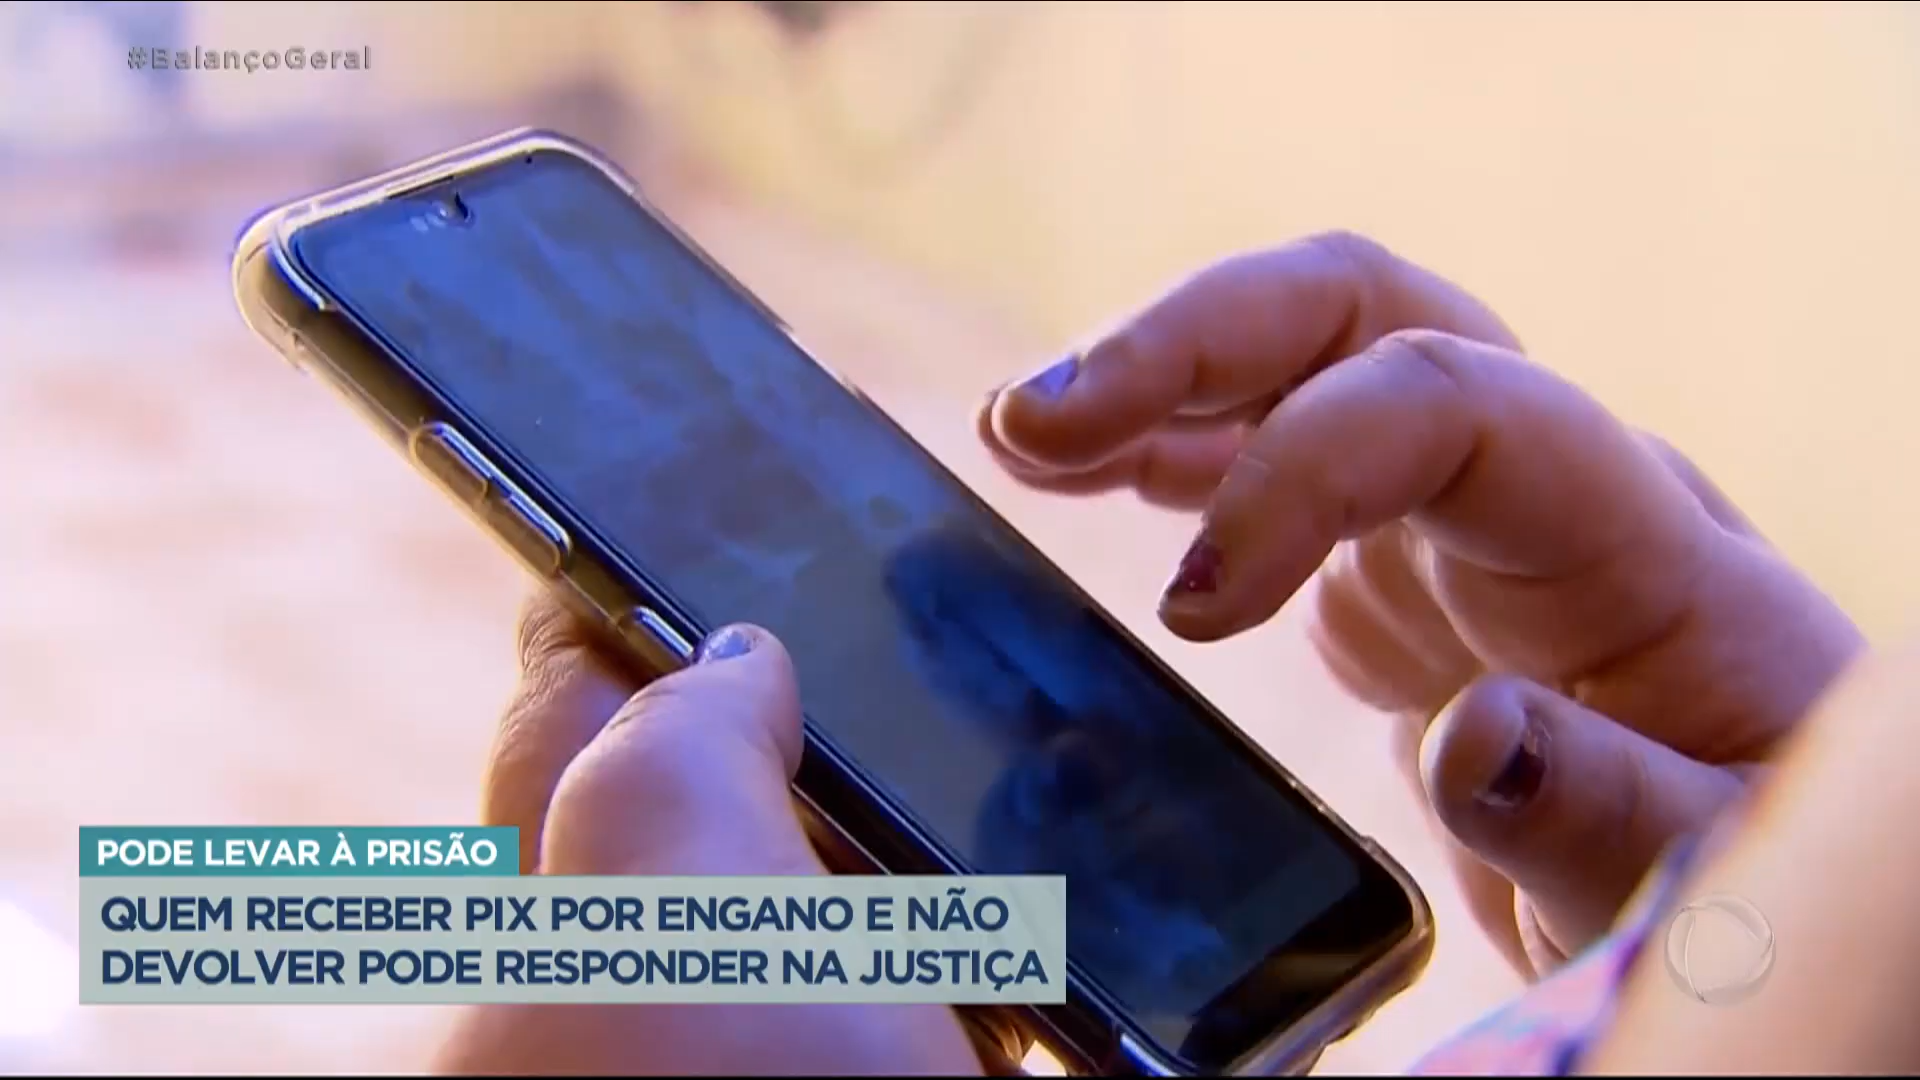 #BalançoGeral
PODE LEVAR À PRISÃO
QUEM RECEBER PIX POR ENGANO E NÃO
DEVOLVER PODE RESPONDER NA JUSTIÇA